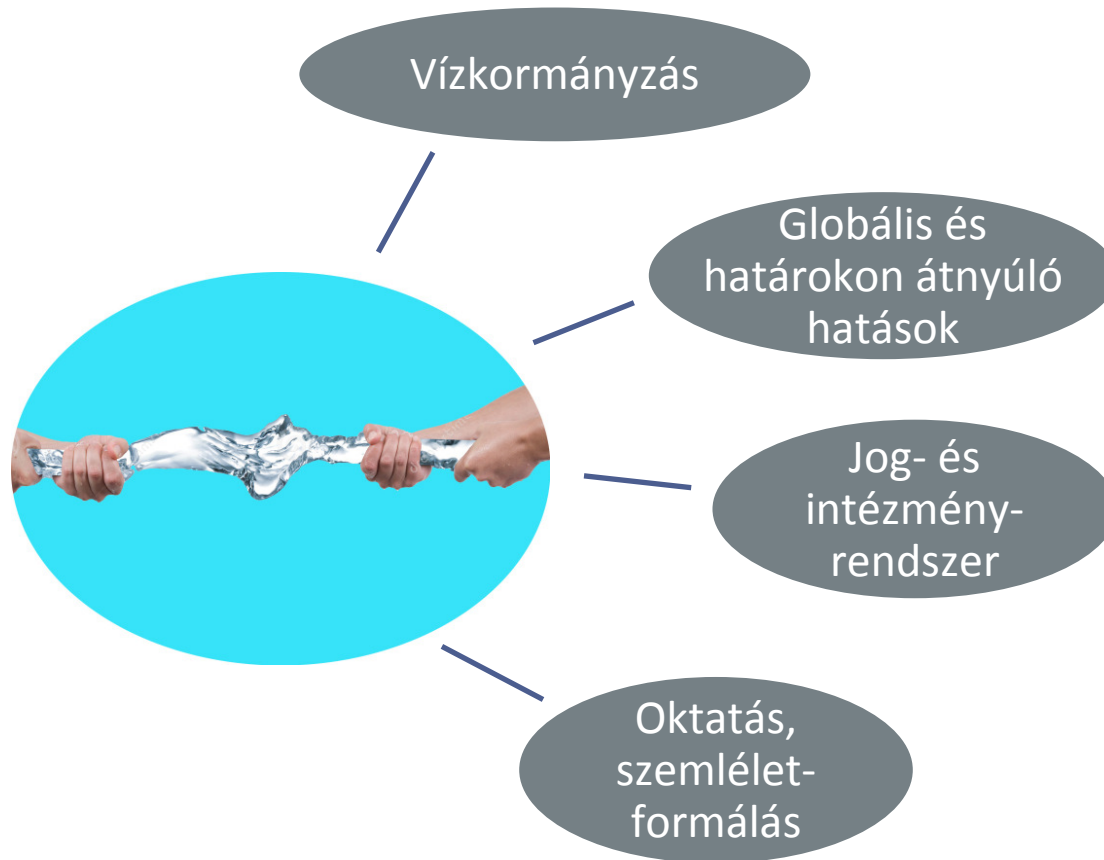 Vízkormányzás
Globális és
határokon átnyúló
hatások
Jog- és
intézmény-
rendszer
Oktatás,
szemlélet-
formálás